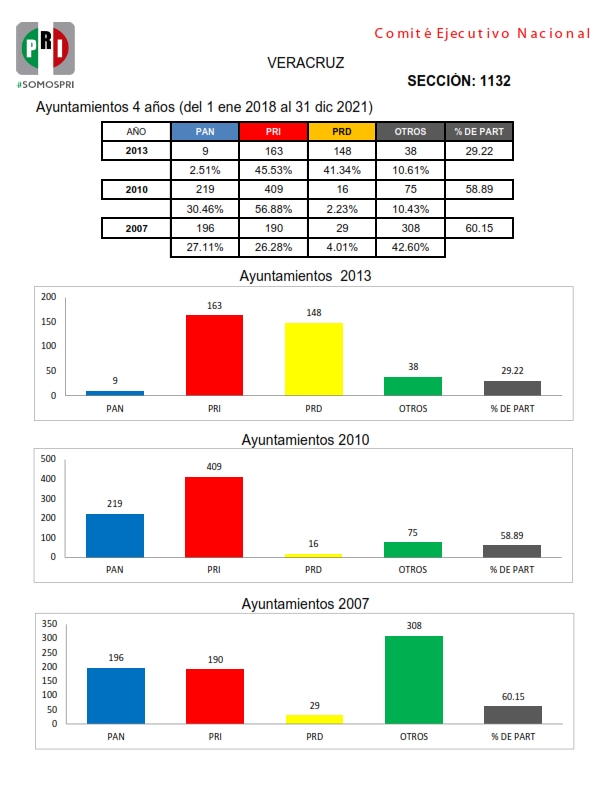 Comité Ejecutivo Nacional
PRI
#SOMOSPRI
VERACRUZ
SECCIÓN: 1132
Ayuntamientos 4 años (del 1 ene 2018 al 31 dic 2021)
AÑO PAN PRI PRD OTROS % DE PART
2013 9 163 148 38 29.22
2.51% 45.53% 41.34% 10.61%
2010 219 409 16 75 58.89
30.46% 56.88% 2.23% 10.43%
2007 196 190 29 308 60.15
27.11% 26.28% 4.01% 42.60%
Ayuntamientos 2013
200
150
100
50
0
9 163 148 38 29.22
PAN PRI PRD OTROS % DE PART
Ayuntamientos 2010
500
400
300
200
100
0
219 409 16 75 58.89
PAN PRI PRD OTROS % DE PART
Ayuntamientos 2007
350
300
250
200
150
100
50
0
196 190 29 308 60.15
PAN PRI PRD OTROS % DE PART